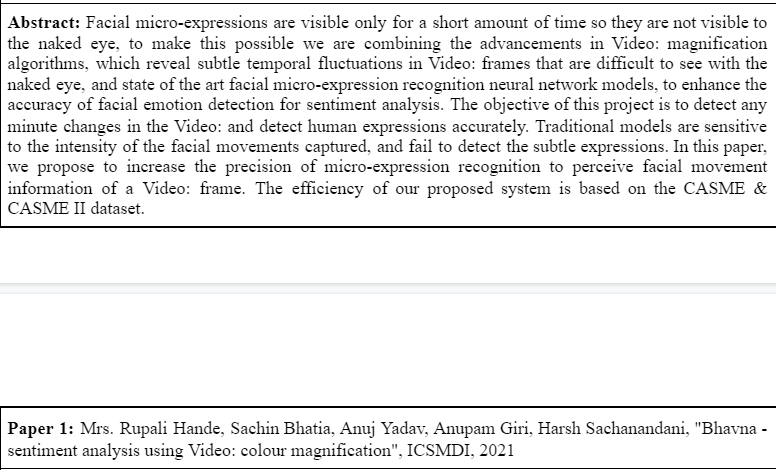 Abstract: Facial micro-expressions are visible only for a short amount of time so they are not visible to
the naked eye, to make this possible we are combining the advancements in Video: magnification
algorithms, which reveal subtle temporal fluctuations in Video: frames that are difficult to see with the
naked eye, and state of the art facial micro-expression recognition neural network models, to enhance the
accuracy of facial emotion detection for sentiment analysis. The objective of this project is to detect any
minute changes in the Video: and detect human expressions accurately. Traditional models are sensitive
to the intensity of the facial movements captured, and fail to detect the subtle expressions. In this paper,
we propose to increase the precision of micro-expression recognition to perceive facial movement
information of a Video: frame. The efficiency of our proposed system is based on the CASME &
CASME II dataset.
Paper 1: Mrs. Rupali Hande, Sachin Bhatia, Anuj Yadav, Anupam Giri, Harsh Sachanandani, "Bhavna -
sentiment analysis using Video: colour magnification", ICSMDI, 2021